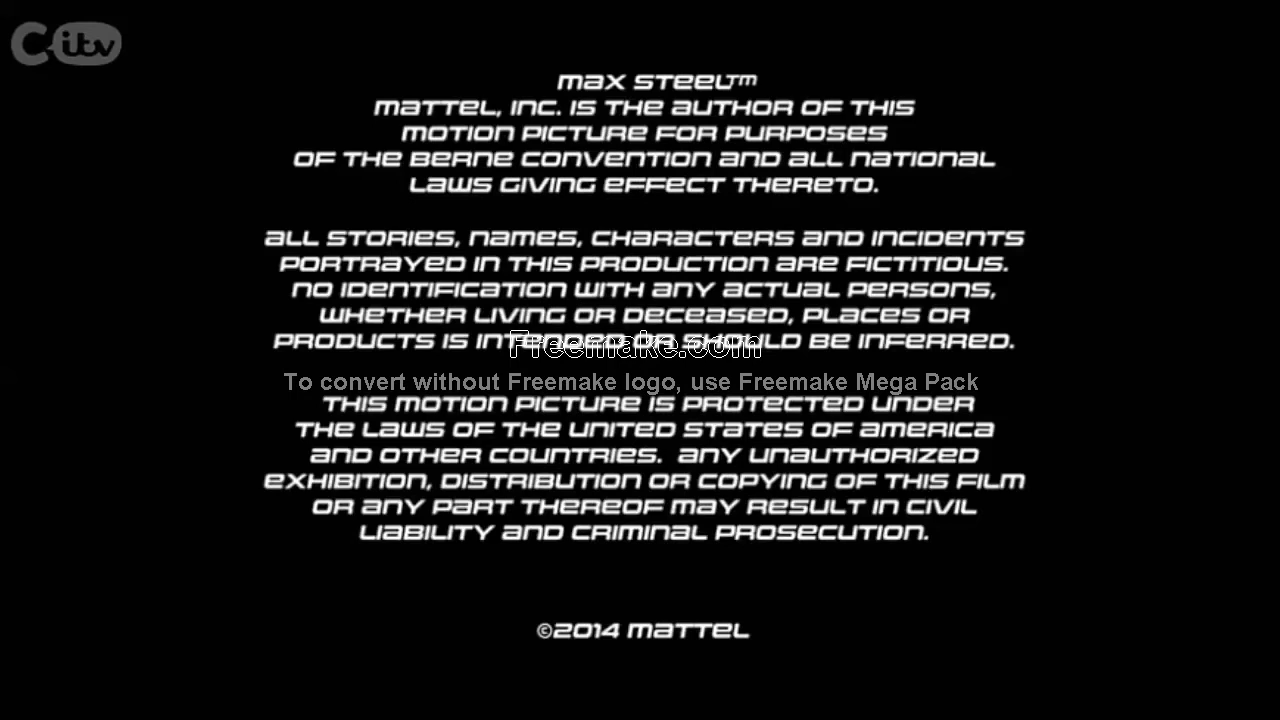 Citv
MAX STEEL™
MATTEL, INC. IS THE AUTHOR OF THIS
MOTION PICTURE FOR PURPOSES
OF THE BERNE CONVENTION AND ALL NATIONAL
LAWS GIVING EFFECT THERETO.
ALL STORIES, NAMES, CHARACTERS AND INCIDENTS
PORTRAYED IN THIS PRODUCTION ARE FICTITIOUS.
NO IDENTIFICATION WITH ANY ACTUAL PERSONS,
WHETHER LIVING OR DECEASED, PLACES OR
PRODUCTS IS INTENDED OR SHOULD BE INFERRED.
Freemake.com
To convert without Freemake logo, use Freemake Mega Pack
THIS MOTION PICTURE IS PROTECTED UNDER
THE LAWS OF THE UNITED STATES OF AMERICA
AND OTHER COUNTRIES. ANY UNAUTHORIZED
EXHIBITION, DISTRIBUTION OR COPYING OF THIS FILM
OR ANY PART THEREOF MAY RESULT IN CIVIL
LIABILITY AND CRIMINAL PROSECUTION.
©2014 MATTEL